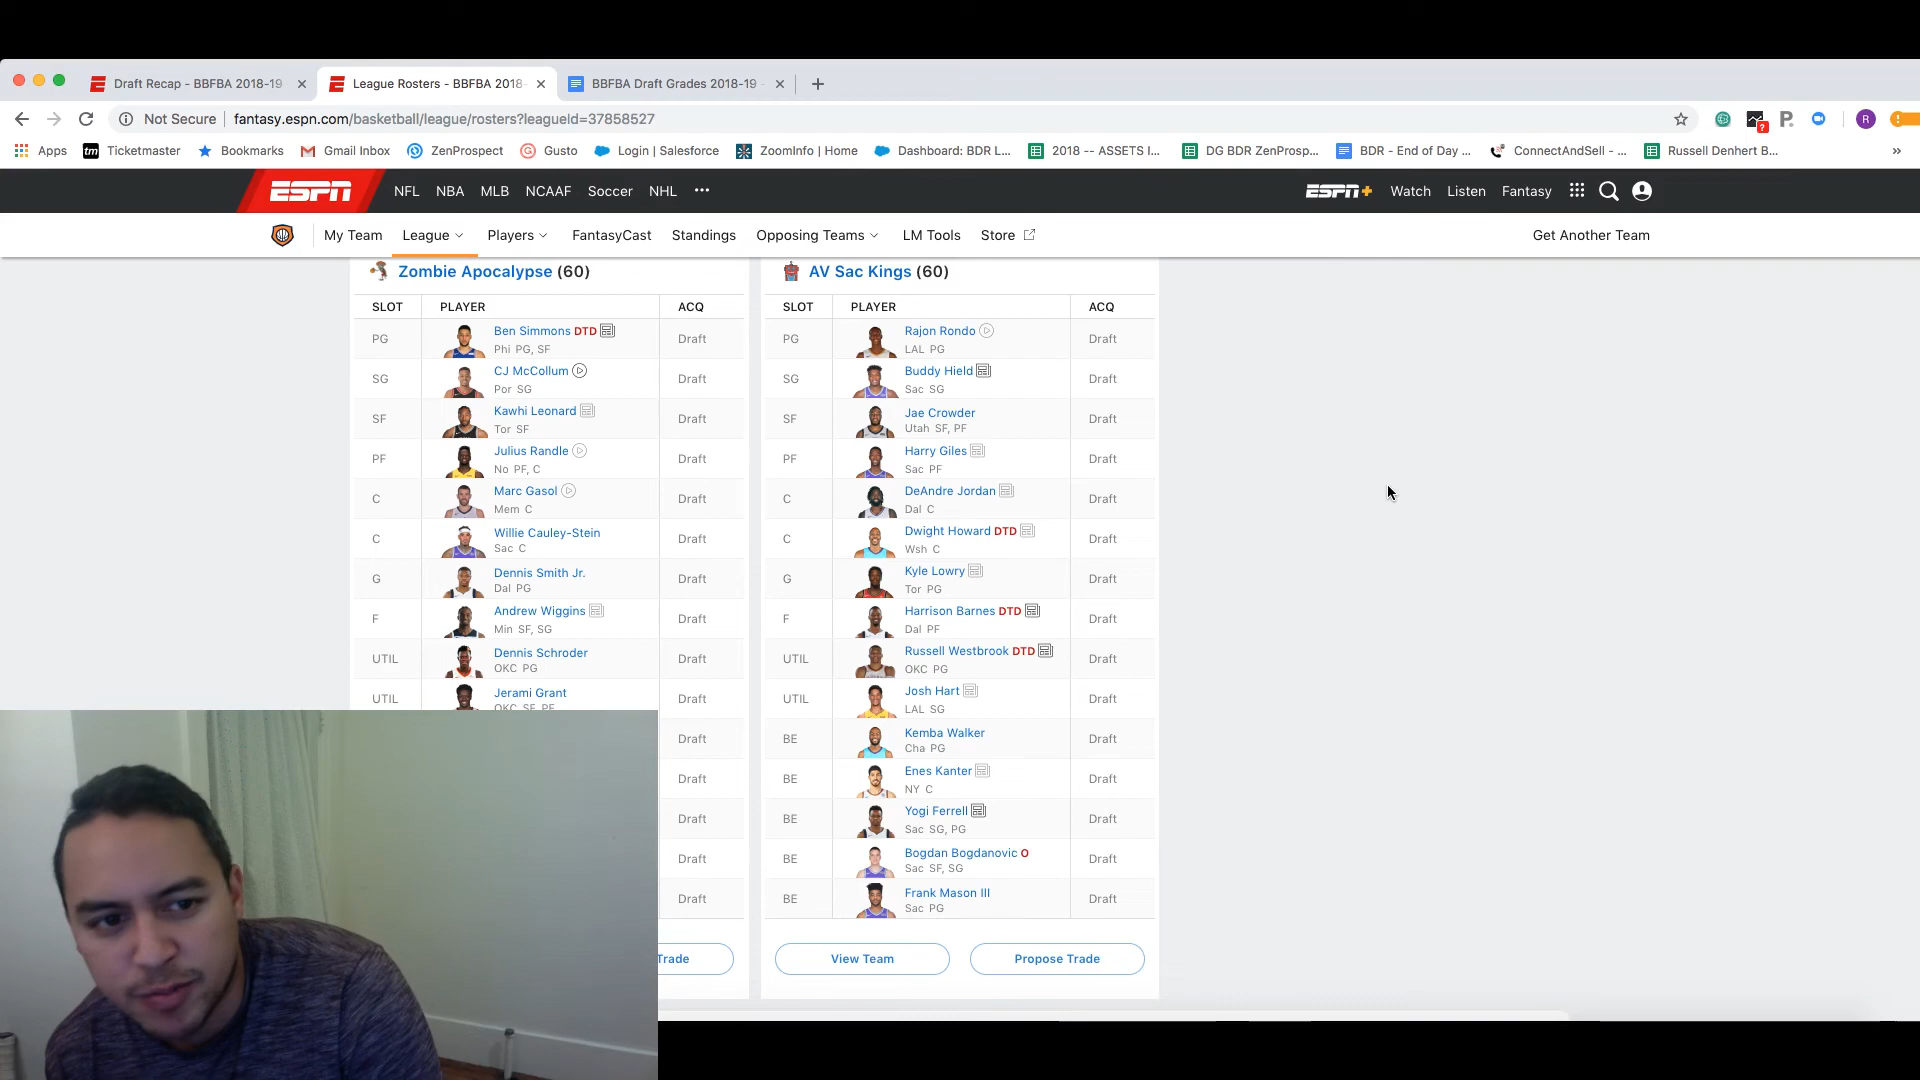 Draft Recap - BBFBA 2018-19
League Rosters - BBFBA 2018-
BBFBA Draft Grades 2018-19 -
Not Secure fantasy.espn.com/basketball/league/rosters?leagueId=37858527
? P R !
Apps tm Ticketmaster Bookmarks Gmail Inbox ZenProspect Gusto Login | Salesforce ZoomInfo | Home Dashboard: BDR L... 2018 -- ASSETS I... DG BDR ZenProsp... BDR - End of Day ... ConnectAndSell - ... Russell Denhert B... »
ESPN NFL NBA MLB NCAAF Soccer NHL ••• ESPN+ Watch Listen Fantasy
My Team League Players FantasyCast Standings Opposing Teams LM Tools Store Get Another Team
Zombie Apocalypse (60)
SLOT PLAYER ACQ
PG Ben Simmons DTD Draft
Phi PG, SF
SG CJ McCollum Draft
Por SG
SF Kawhi Leonard Draft
Tor SF
PF Julius Randle Draft
No PF, C
C Marc Gasol Draft
Mem C
C Willie Cauley-Stein Draft
Sac C
G Dennis Smith Jr. Draft
Dal PG
F Andrew Wiggins Draft
Min SF, SG
UTIL Dennis Schroder Draft
OKC PG
UTIL Jerami Grant Draft
OKC SF, PF
Draft
Draft
Draft
Draft
Draft
Trade
AV Sac Kings (60)
SLOT PLAYER ACQ
PG Rajon Rondo Draft
LAL PG
SG Buddy Hield Draft
Sac SG
SF Jae Crowder Draft
Utah SF, PF
PF Harry Giles Draft
Sac PF
C DeAndre Jordan Draft
Dal C
C Dwight Howard DTD Draft
Wsh C
G Kyle Lowry Draft
Tor PG
F Harrison Barnes DTD Draft
Dal PF
UTIL Russell Westbrook DTD Draft
OKC PG
UTIL Josh Hart Draft
LAL SG
BE Kemba Walker Draft
Cha PG
BE Enes Kanter Draft
NY C
BE Yogi Ferrell Draft
Sac SG, PG
BE Bogdan Bogdanovic O Draft
Sac SF, SG
BE Frank Mason III Draft
Sac PG
View Team Propose Trade